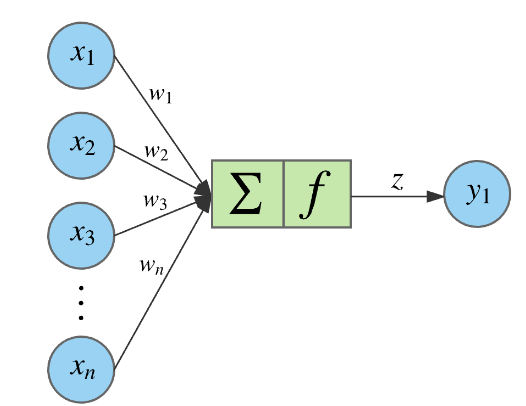 x₁
w₁
x₂
w₂
x₃
w₃
⋮
wₙ
xₙ
Σ f
z
y₁